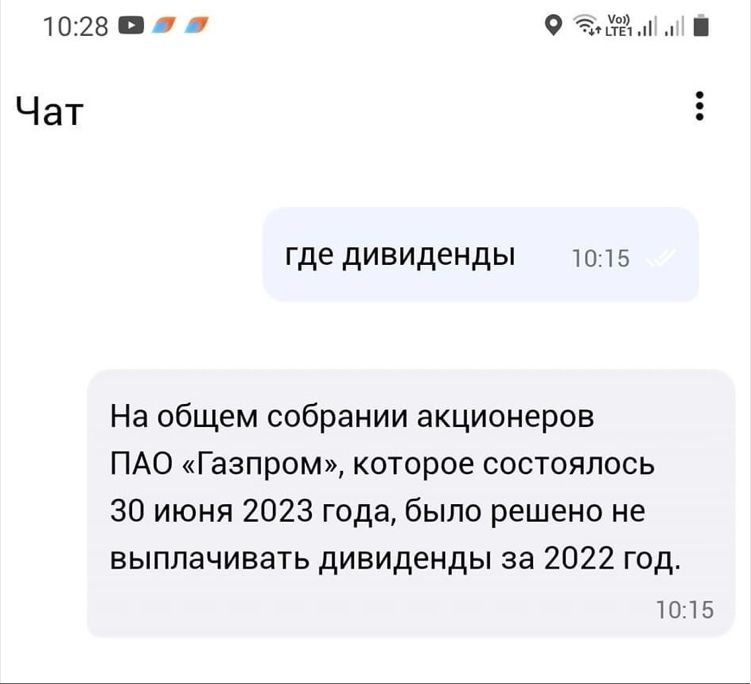 10:28 Vo)) LTE1
Чат
где дивиденды 10:15
На общем собрании акционеров
ПАО «Газпром», которое состоялось
30 июня 2023 года, было решено не
выплачивать дивиденды за 2022 год.
10:15